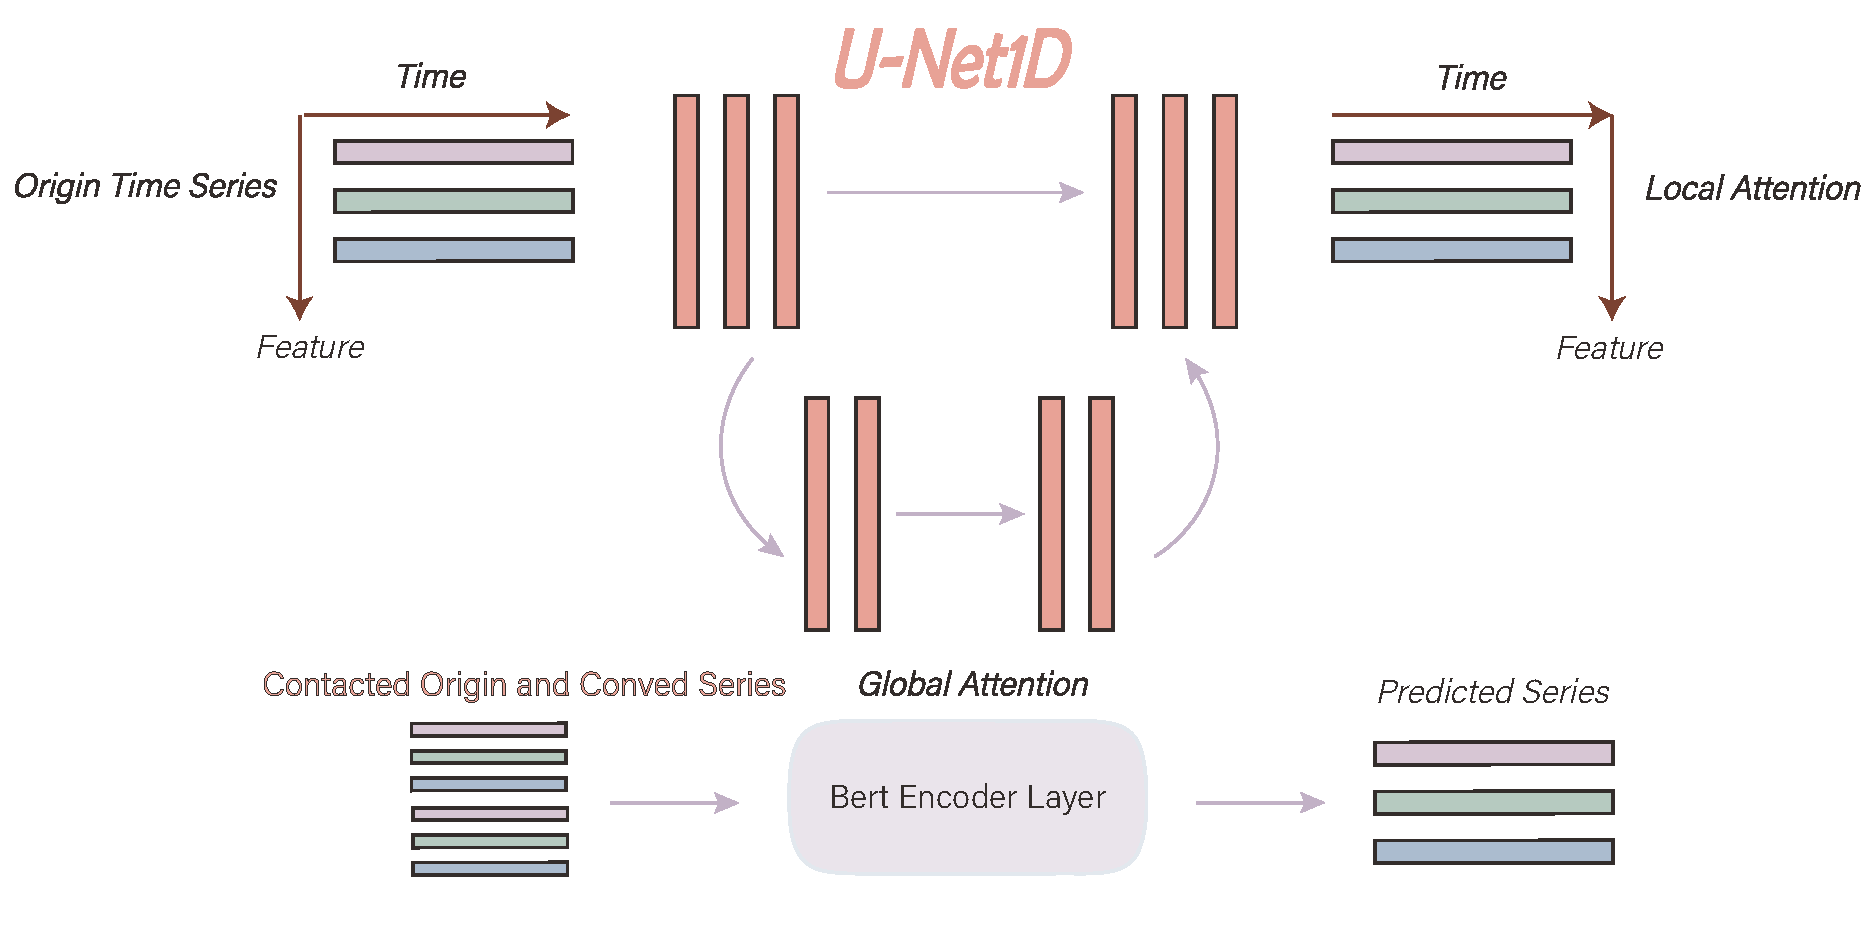 U-Net1D
Time
Time
Origin Time Series
Local Attention
Feature
Feature
Contacted Origin and Conved Series
Global Attention
Predicted Series
Bert Encoder Layer